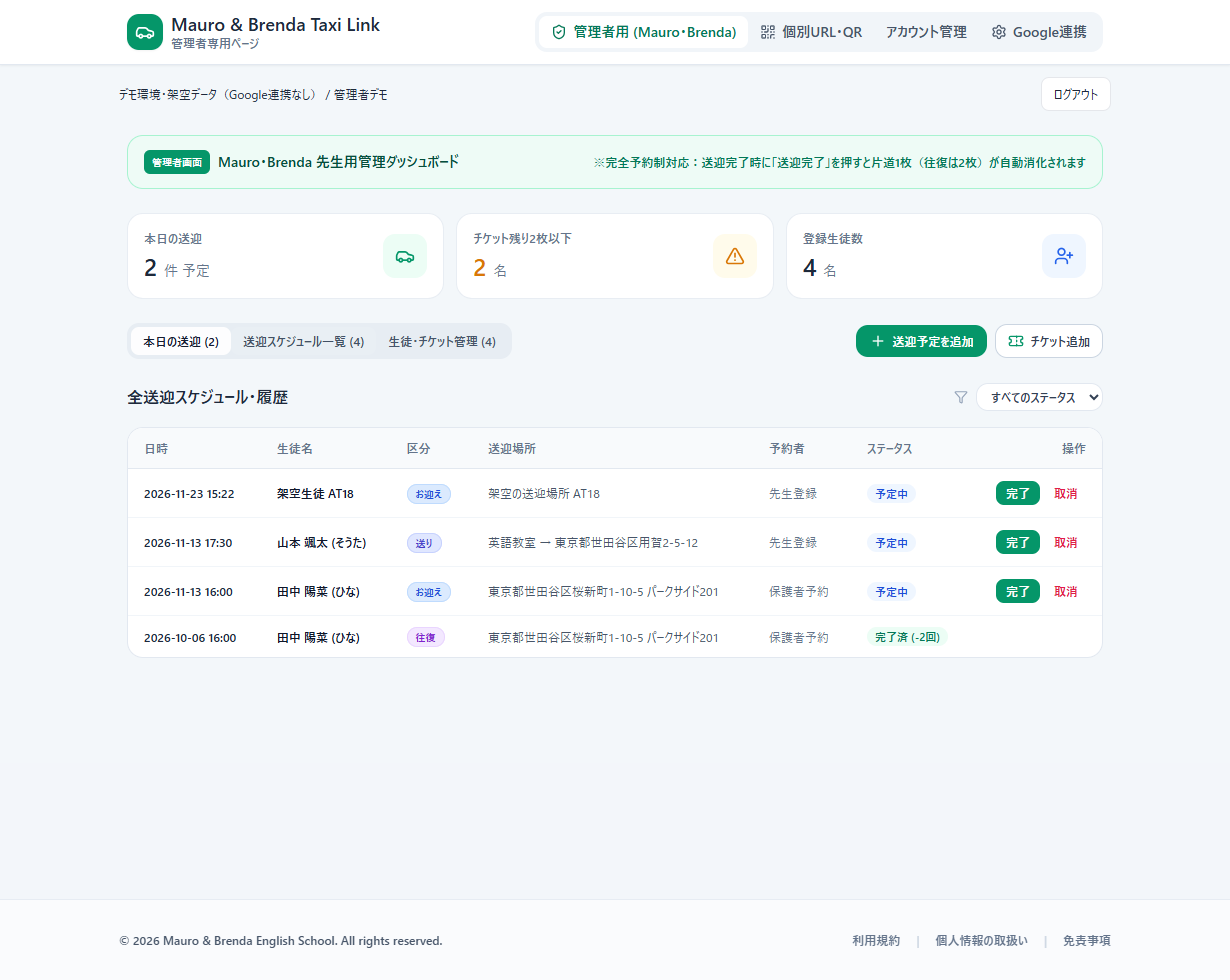 Mauro & Brenda Taxi Link
管理者専用ページ
管理者用 (Mauro・Brenda)
個別URL・QR
アカウント管理
Google連携
デモ環境・架空データ（Google連携なし） / 管理者デモ
ログアウト
管理者画面 Mauro・Brenda 先生用管理ダッシュボード
※完全予約制対応：送迎完了時に「送迎完了」を押すと片道1枚（往復は2枚）が自動消化されます
本日の送迎
2 件 予定
チケット残り2枚以下
2 名
登録生徒数
4 名
本日の送迎 (2) 送迎スケジュール一覧 (4) 生徒・チケット管理 (4)
送迎予定を追加
チケット追加
全送迎スケジュール・履歴
すべてのステータス
日時 生徒名 区分 送迎場所 予約者 ステータス 操作
2026-11-23 15:22 架空生徒 AT18 お迎え 架空の送迎場所 AT18 先生登録 予定中 完了 取消
2026-11-13 17:30 山本 颯太 (そうた) 送り 英語教室 → 東京都世田谷区用賀2-5-12 先生登録 予定中 完了 取消
2026-11-13 16:00 田中 陽菜 (ひな) お迎え 東京都世田谷区桜新町1-10-5 パークサイド201 保護者予約 予定中 完了 取消
2026-10-06 16:00 田中 陽菜 (ひな) 往復 東京都世田谷区桜新町1-10-5 パークサイド201 保護者予約 完了済 (-2回)
© 2026 Mauro & Brenda English School. All rights reserved.
利用規約 | 個人情報の取扱い | 免責事項